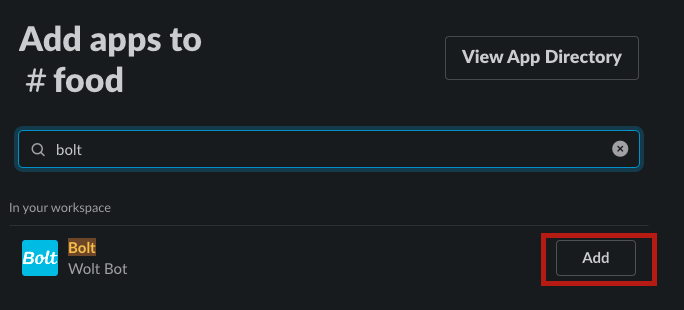 Add apps to
# food
View App Directory
bolt
In your workspace
Bolt
Bolt
Wolt Bot
Add